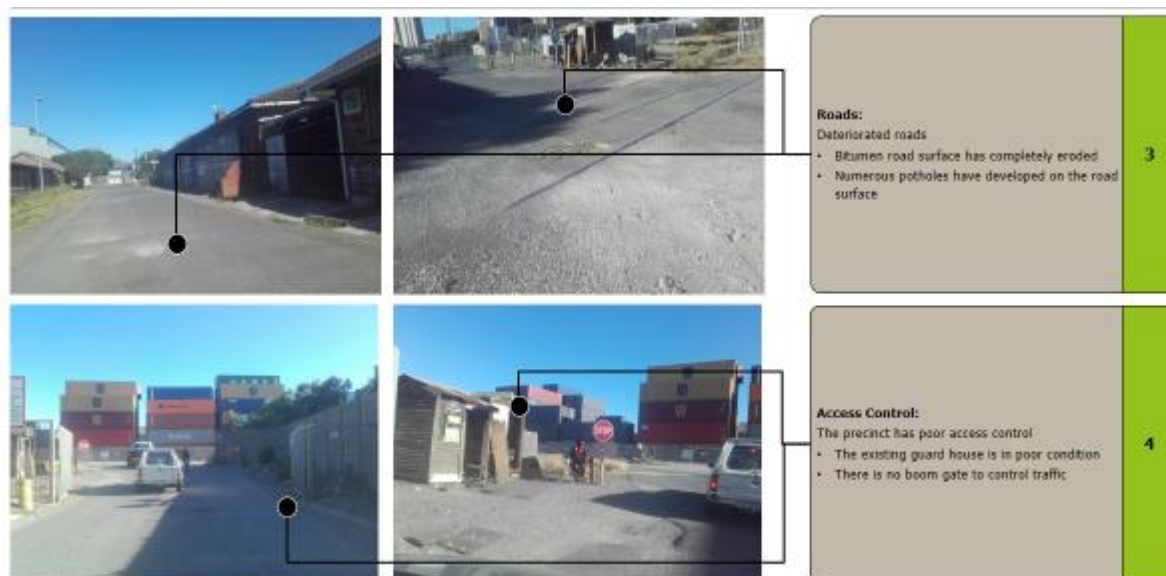 Roads:
Deteriorated roads
• Bitumen road surface has completely eroded
• Numerous potholes have developed on the road
surface
3
STOP
Access Control:
The precinct has poor access control
• The existing guard house is in poor condition
• There is no boom gate to control traffic
4